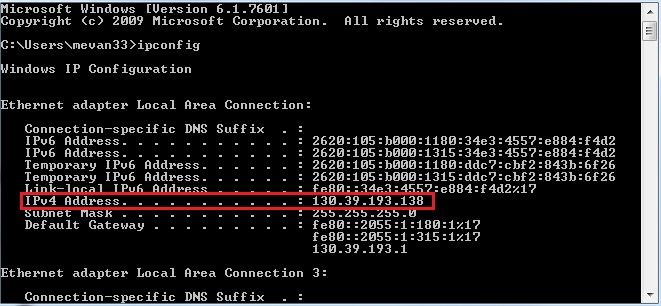 Microsoft Windows [Version 6.1.7601]
Copyright (c) 2009 Microsoft Corporation.  All rights reserved.
C:\Users\mevan33>ipconfig
Windows IP Configuration
Ethernet adapter Local Area Connection:
Connection-specific DNS Suffix  . :
IPv6 Address. . . . . . . . . . . : 2620:105:b000:1180:34e3:4557:e884:f4d2
IPv6 Address. . . . . . . . . . . : 2620:105:b000:1315:34e3:4557:e884:f4d2
Temporary IPv6 Address. . . . . . : 2620:105:b000:1180:ddc7:cbf2:843b:6f26
Temporary IPv6 Address. . . . . . : 2620:105:b000:1315:ddc7:cbf2:843b:6f26
Link-local IPv6 Address . . . . . : fe80::34e3:4557:e884:f4d2%17
IPv4 Address. . . . . . . . . . . : 130.39.193.138
Subnet Mask . . . . . . . . . . . : 255.255.255.0
Default Gateway . . . . . . . . . : fe80::2055:1:180:1%17
fe80::2055:1:315:1%17
130.39.193.1
Ethernet adapter Local Area Connection 3:
Connection-specific DNS Suffix  . :